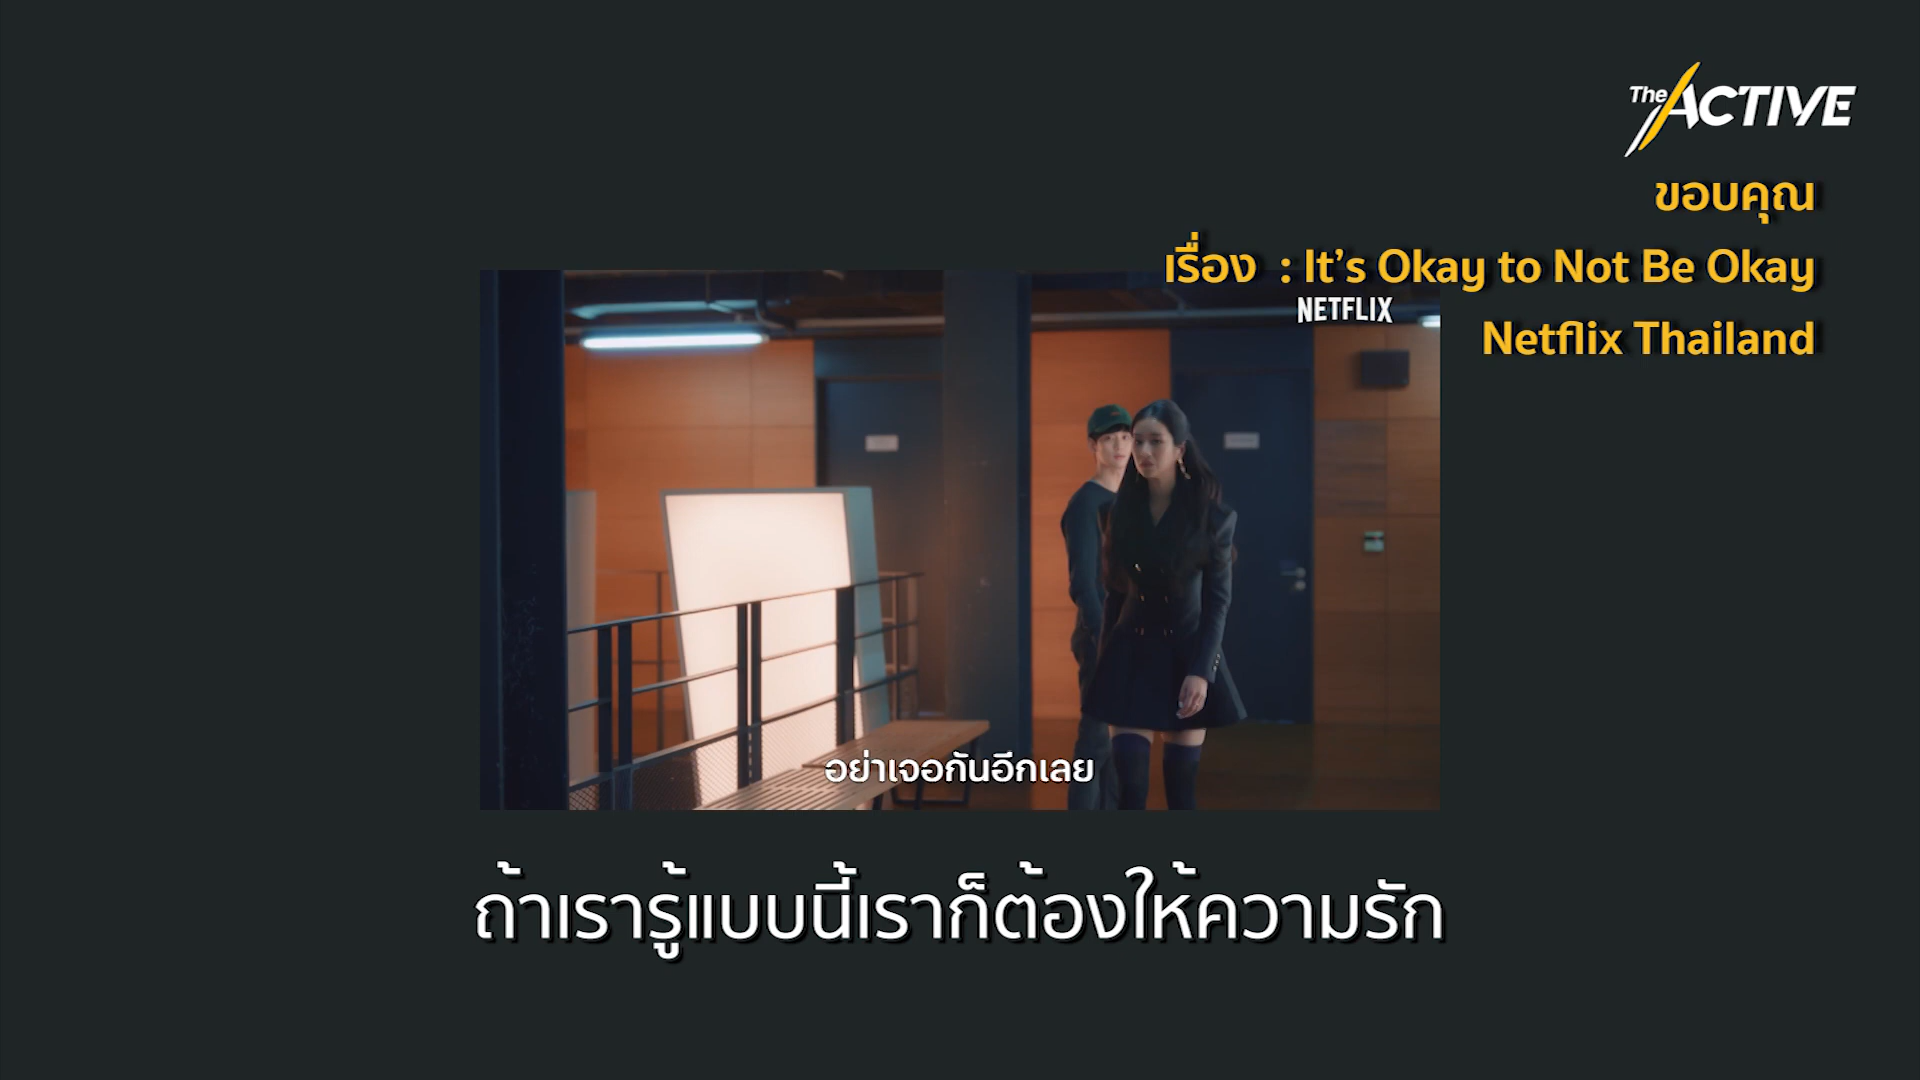 The ACTIVE
ขอบคุณ
เรื่อง : It's Okay to Not Be Okay
NETFLIX
Netflix Thailand
อย่าเจอกันอีกเลย
ถ้าเรารู้แบบนี้เราก็ต้องให้ความรัก